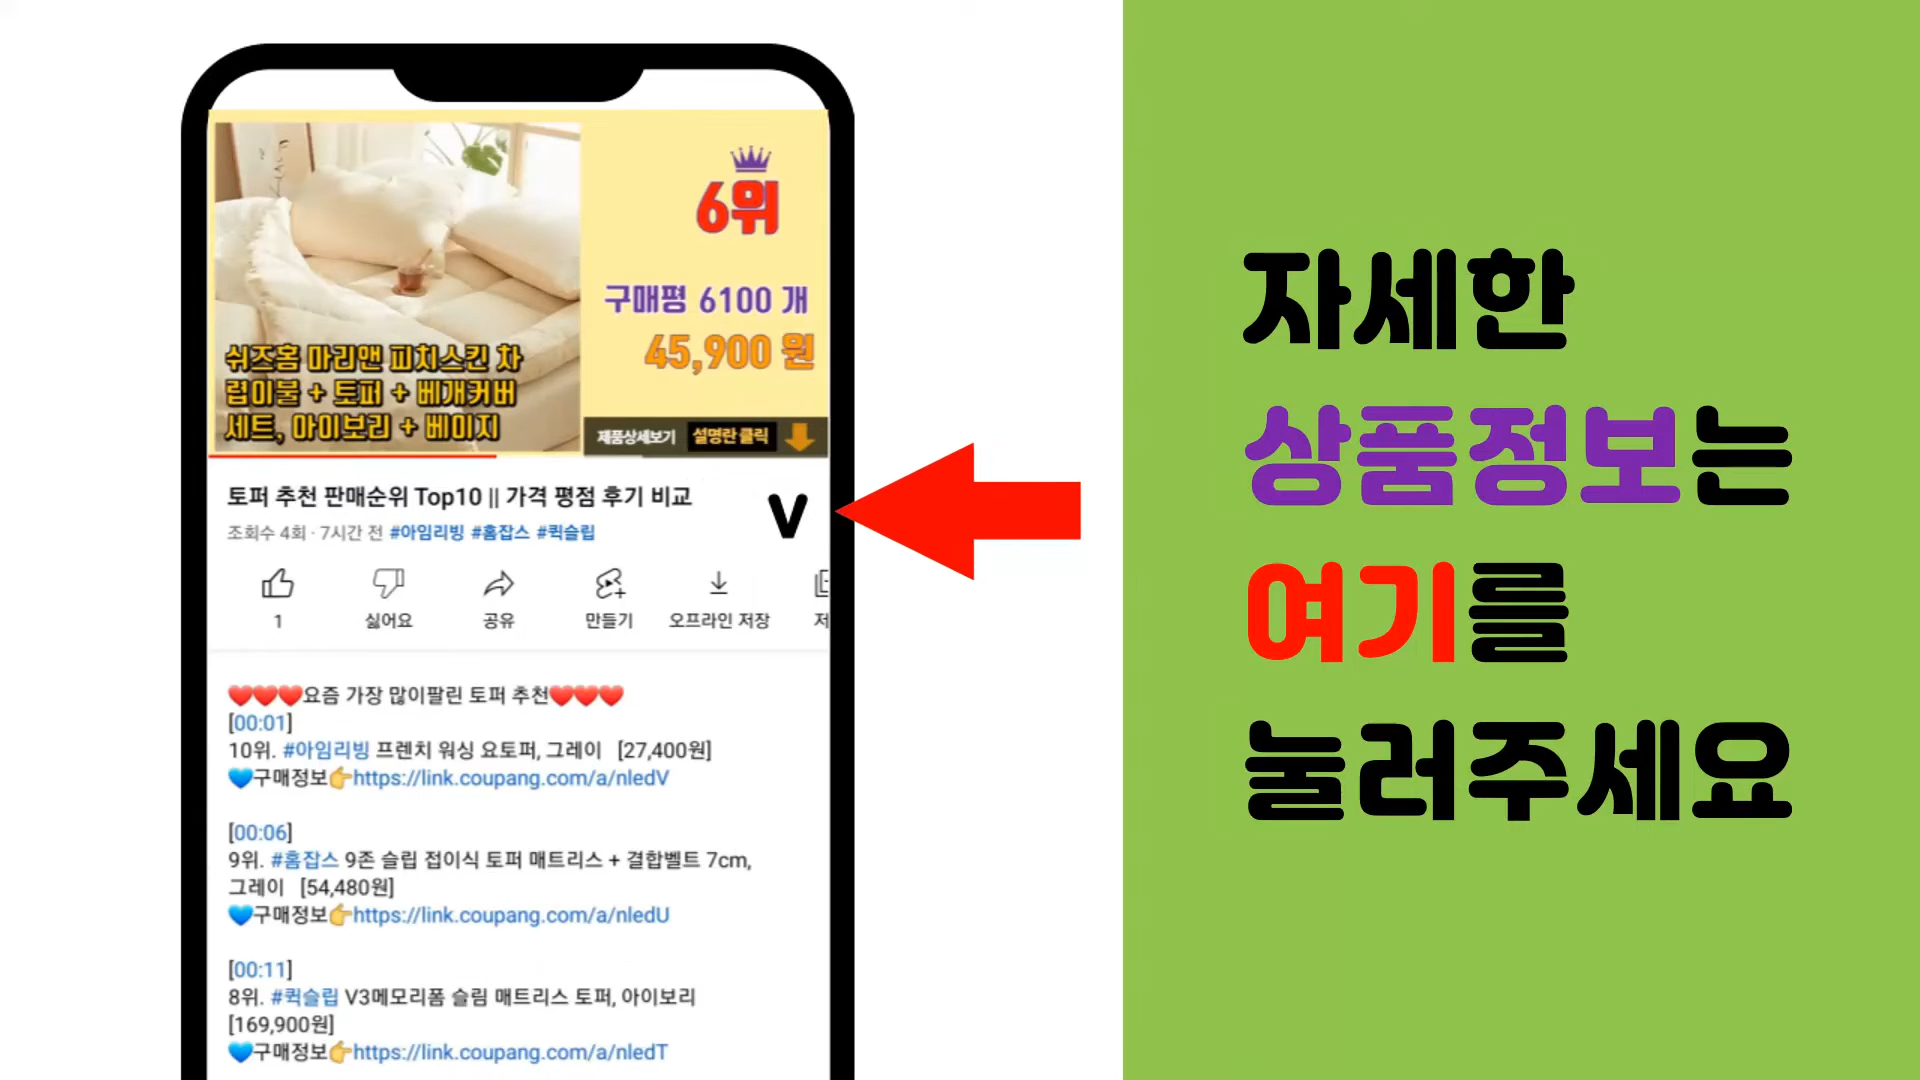 6위
구매평 6100 개
45,900 원
쉬즈홈 마리앤 피치스킨 차
렵이불 + 토퍼 + 베개커버
세트, 아이보리 + 베이지
제품상세보기 설명란 클릭
토퍼 추천 판매순위 Top10 || 가격 평점 후기 비교
V
조회수 4회 · 7시간 전 #아임리빙 #홈잡스 #퀵슬립
1 싫어요 공유 만들기 오프라인 저장 저
❤❤❤요즘 가장 많이팔린 토퍼 추천❤❤❤
[00:01]
10위. #아임리빙 프렌치 워싱 요토퍼, 그레이 [27,400원]
💙구매정보👉https://link.coupang.com/a/nledV
[00:06]
9위. #홈잡스 9존 슬립 접이식 토퍼 매트리스 + 결합벨트 7cm,
그레이 [54,480원]
💙구매정보👉https://link.coupang.com/a/nledU
[00:11]
8위. #퀵슬립 V3메모리폼 슬림 매트리스 토퍼, 아이보리
[169,900원]
💙구매정보👉https://link.coupang.com/a/nledT
자세한
상품정보는
여기를
눌러주세요